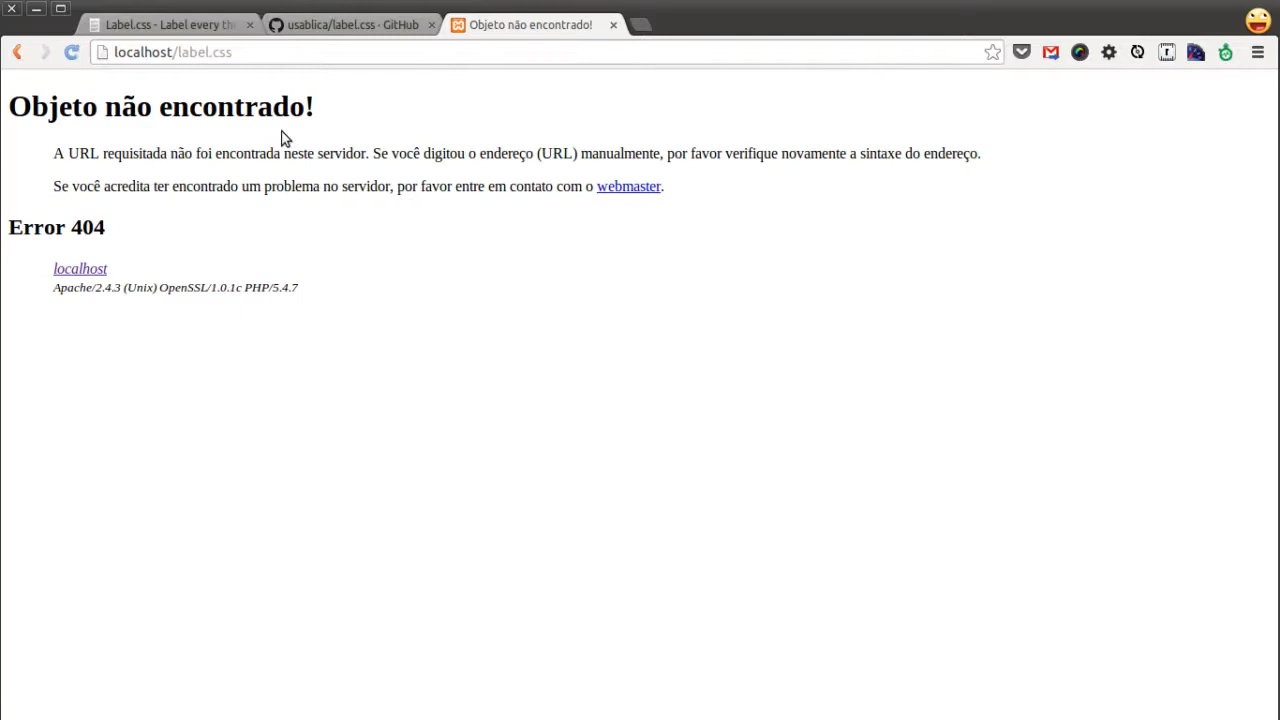 Label.css - Label every th
usablica/label.css · GitHub
Objeto não encontrado!
localhost/label.css
Objeto não encontrado!
A URL requisitada não foi encontrada neste servidor. Se você digitou o endereço (URL) manualmente, por favor verifique novamente a sintaxe do endereço.
Se você acredita ter encontrado um problema no servidor, por favor entre em contato com o webmaster.
Error 404
localhost
Apache/2.4.3 (Unix) OpenSSL/1.0.1c PHP/5.4.7